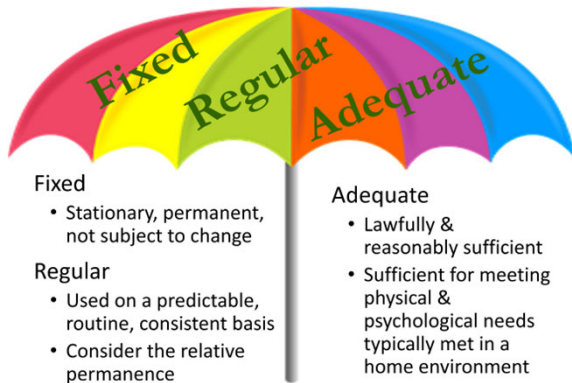 Fixed
Regular
Adequate
Fixed
• Stationary, permanent,
not subject to change
Regular
• Used on a predictable,
routine, consistent basis
• Consider the relative
permanence
Adequate
• Lawfully &
reasonably sufficient
• Sufficient for meeting
physical &
psychological needs
typically met in a
home environment